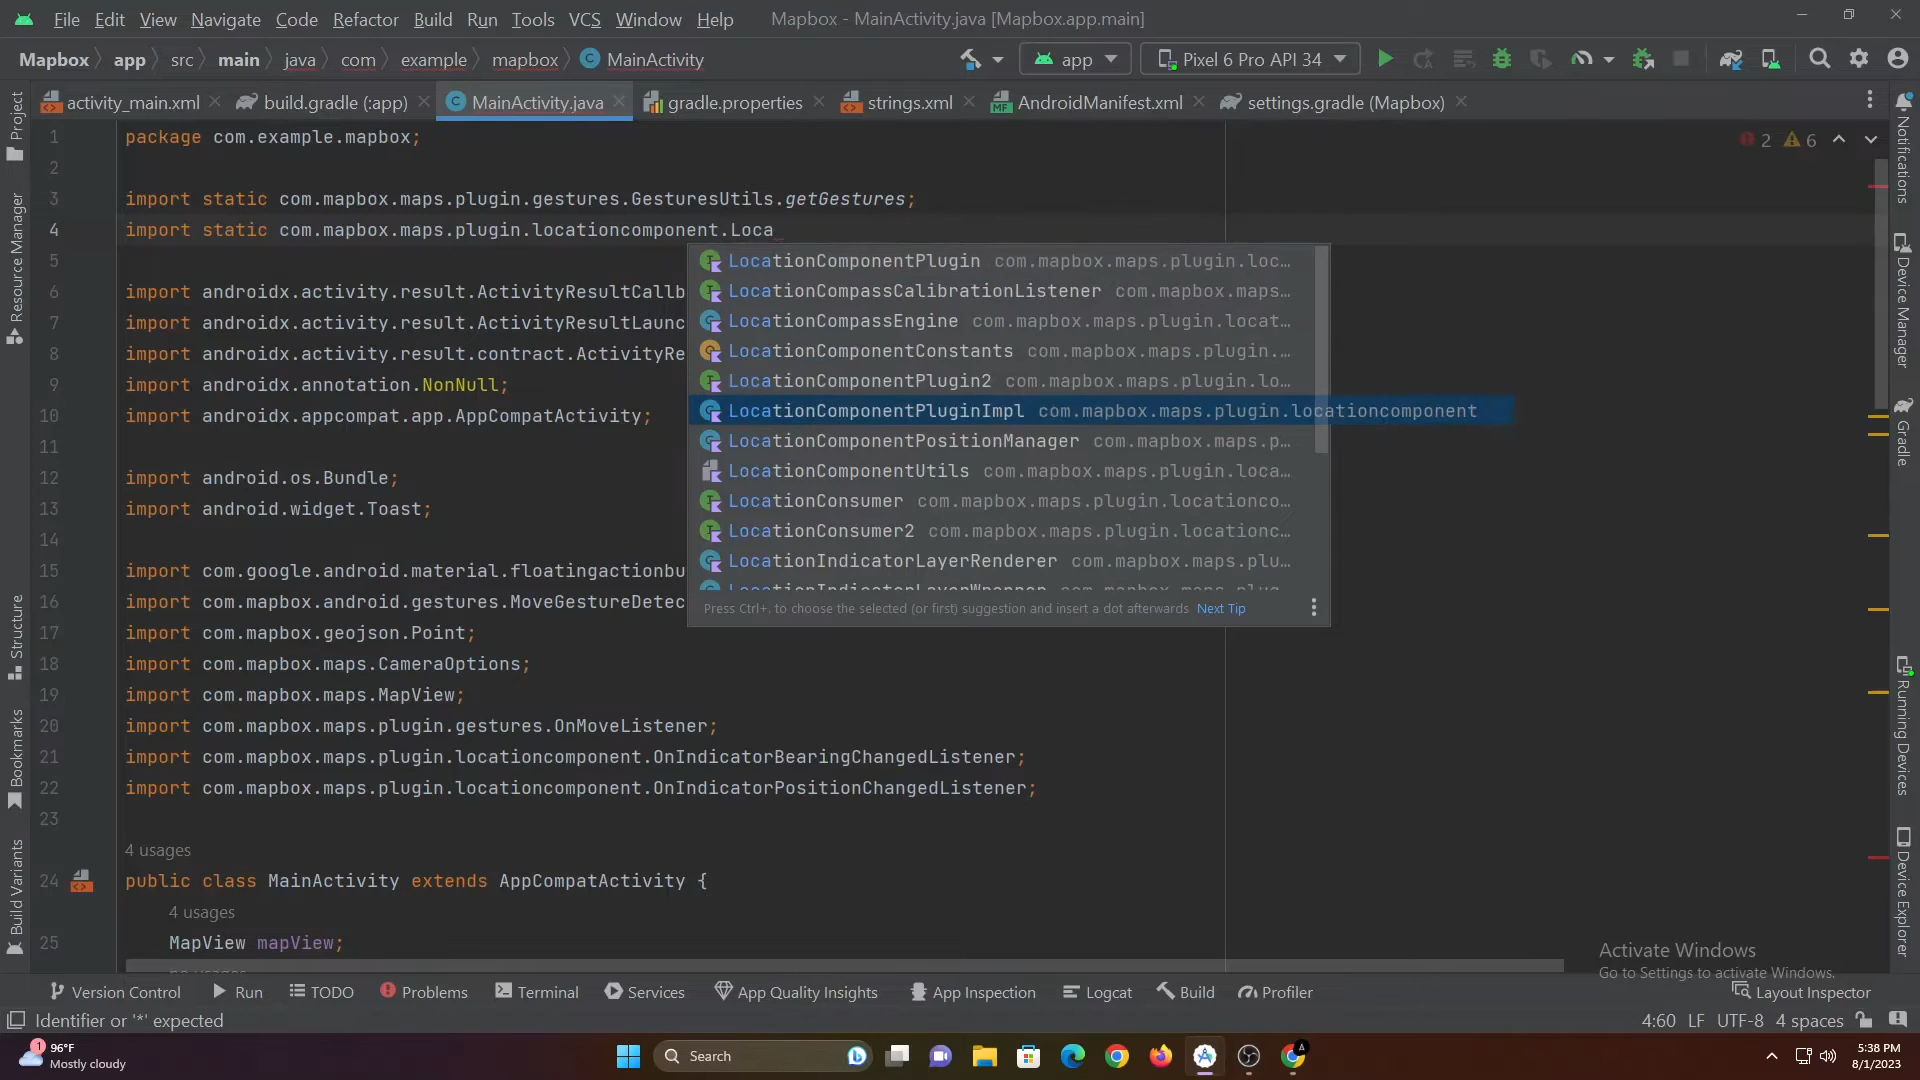 File Edit View Navigate Code Refactor Build Run Tools VCS Window Help Mapbox - MainActivity.java [Mapbox.app.main]
Mapbox app src main java com example mapbox MainActivity app Pixel 6 Pro API 34
activity_main.xml build.gradle (:app) MainActivity.java gradle.properties strings.xml AndroidManifest.xml settings.gradle (Mapbox)
2 6
1 package com.example.mapbox;
2
3 import static com.mapbox.maps.plugin.gestures.GesturesUtils.getGestures;
4 import static com.mapbox.maps.plugin.locationcomponent.Loca
5
6 import androidx.activity.result.ActivityResultCallb
7 import androidx.activity.result.ActivityResultLaunc
8 import androidx.activity.result.contract.ActivityRe
9 import androidx.annotation.NonNull;
10 import androidx.appcompat.app.AppCompatActivity;
11
12 import android.os.Bundle;
13 import android.widget.Toast;
14
15 import com.google.android.material.floatingactionbu
16 import com.mapbox.android.gestures.MoveGestureDetec
17 import com.mapbox.geojson.Point;
18 import com.mapbox.maps.CameraOptions;
19 import com.mapbox.maps.MapView;
20 import com.mapbox.maps.plugin.gestures.OnMoveListener;
21 import com.mapbox.maps.plugin.locationcomponent.OnIndicatorBearingChangedListener;
22 import com.mapbox.maps.plugin.locationcomponent.OnIndicatorPositionChangedListener;
23
4 usages
24 public class MainActivity extends AppCompatActivity {
4 usages
25 MapView mapView;
LocationComponentPlugin com.mapbox.maps.plugin.loc…
LocationCompassCalibrationListener com.mapbox.maps…
LocationCompassEngine com.mapbox.maps.plugin.locat…
LocationComponentConstants com.mapbox.maps.plugin.…
LocationComponentPlugin2 com.mapbox.maps.plugin.lo…
LocationComponentPluginImpl com.mapbox.maps.plugin.locationcomponent
LocationComponentPositionManager com.mapbox.maps.p…
LocationComponentUtils com.mapbox.maps.plugin.loca…
LocationConsumer com.mapbox.maps.plugin.locationco…
LocationConsumer2 com.mapbox.maps.plugin.locationc…
LocationIndicatorLayerRenderer com.mapbox.maps.plu…
Press Ctrl+. to choose the selected (or first) suggestion and insert a dot afterwards Next Tip
Project
Resource Manager
Structure
Bookmarks
Build Variants
Notifications
Device Manager
Gradle
Running Devices
Device Explorer
Activate Windows
Go to Settings to activate Windows.
Version Control Run TODO Problems Terminal Services App Quality Insights App Inspection Logcat Build Profiler Layout Inspector
Identifier or '*' expected 4:60 LF UTF-8 4 spaces
1 96°F
Mostly cloudy
Search
A
5:38 PM
8/1/2023